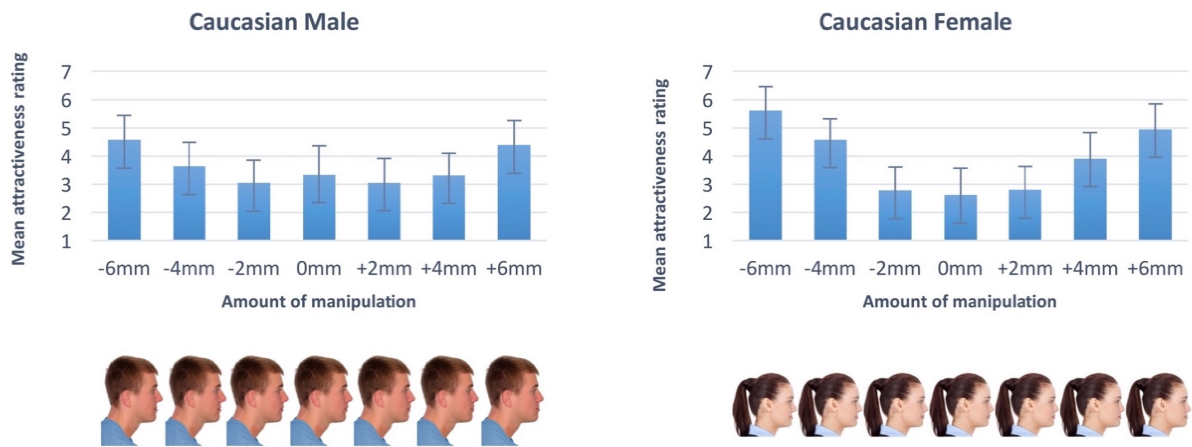 Caucasian Male
Mean attractiveness rating
7
6
5
4
3
2
1
-6mm -4mm -2mm 0mm +2mm +4mm +6mm
Amount of manipulation
Caucasian Female
Mean attractiveness rating
7
6
5
4
3
2
1
-6mm -4mm -2mm 0mm +2mm +4mm +6mm
Amount of manipulation